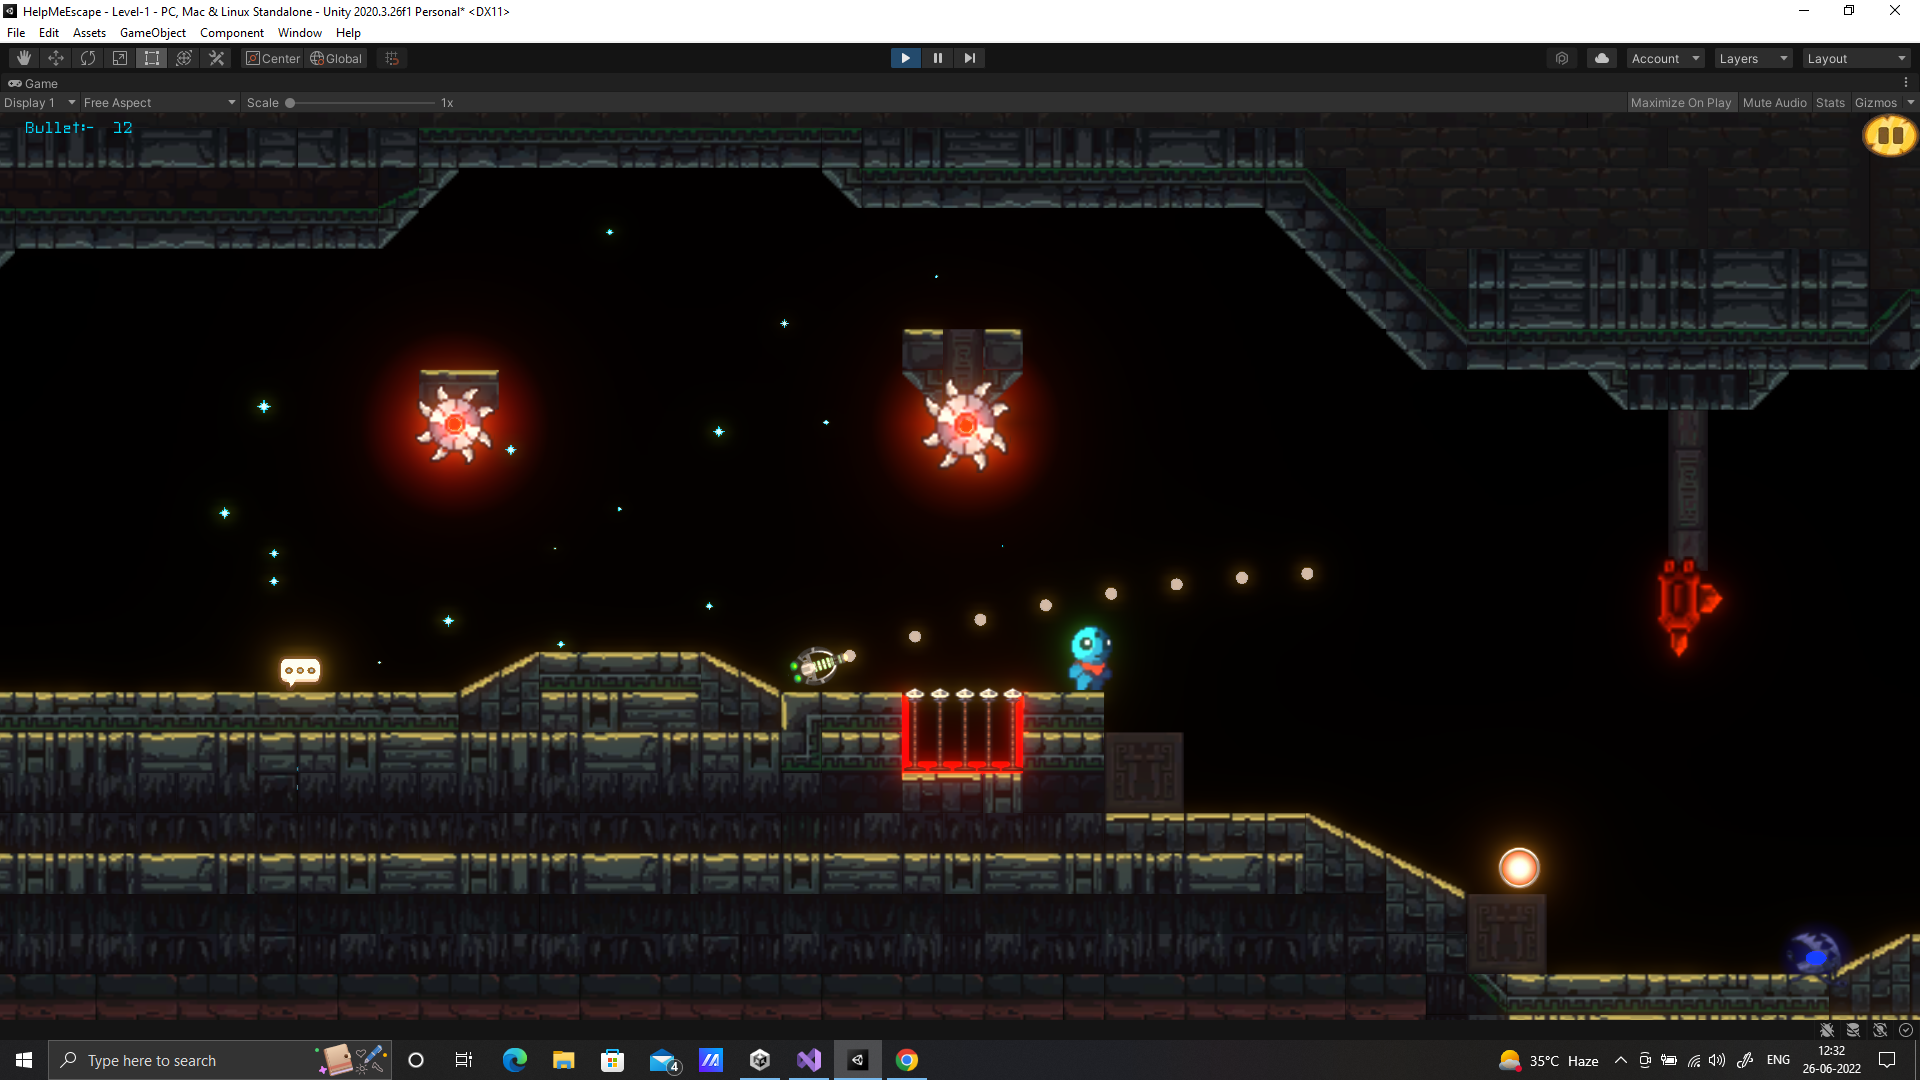 HelpMeEscape - Level-1 - PC, Mac & Linux Standalone - Unity 2020.3.26f1 Personal* <DX11>
File Edit Assets GameObject Component Window Help
Center Global Account Layers Layout
Game
Display 1 Free Aspect Scale 1x Maximize On Play Mute Audio Stats Gizmos
Bullet:- 12
Type here to search
4
35°C Haze
ENG
12:32
26-06-2022